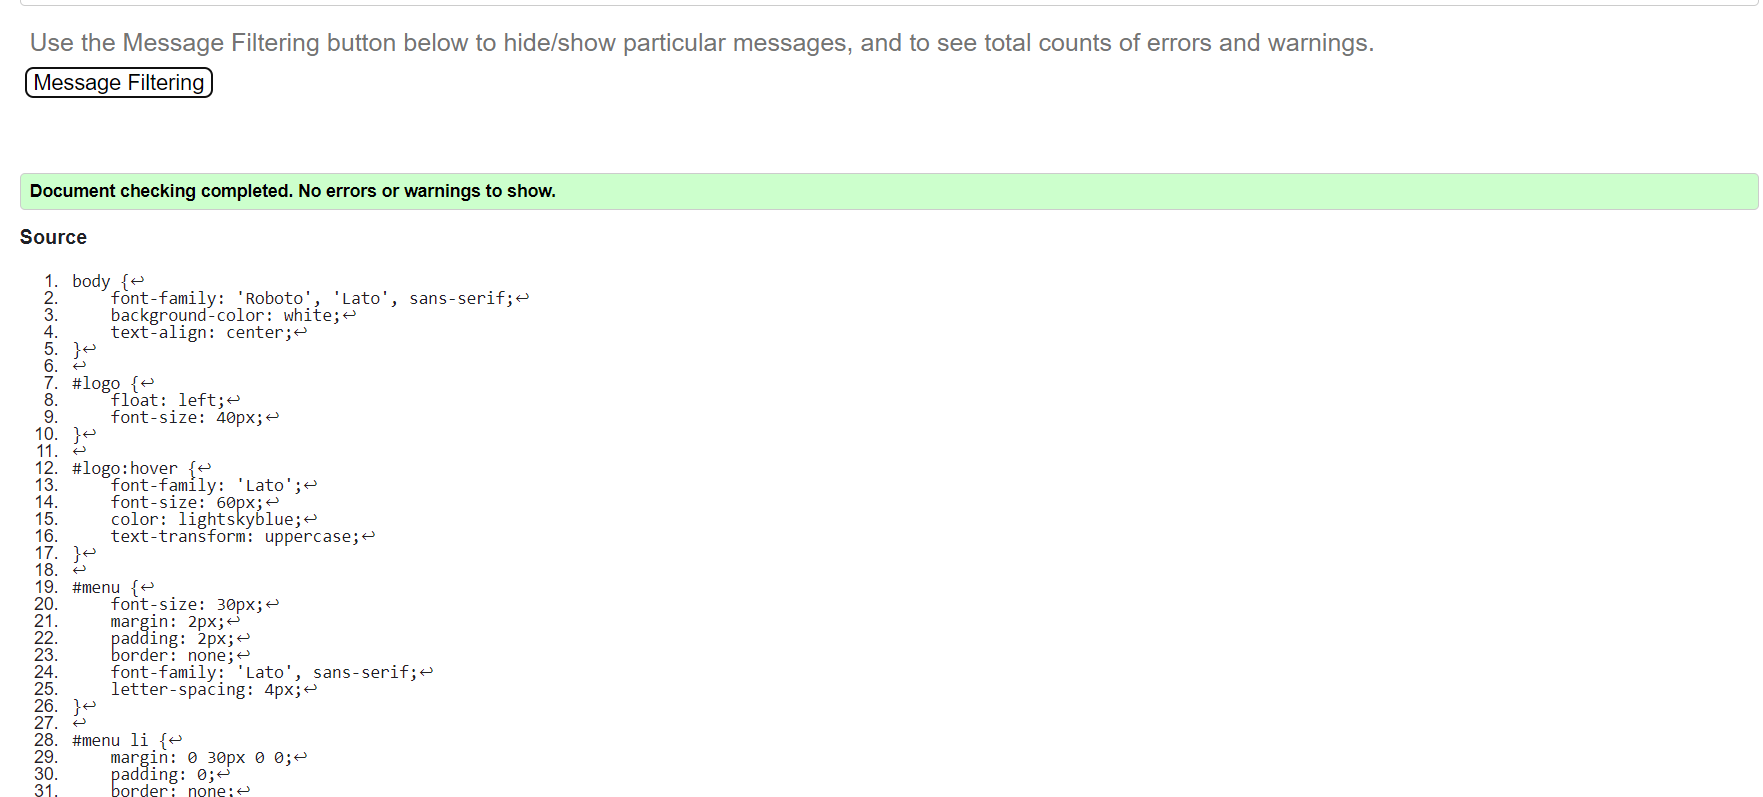 Use the Message Filtering button below to hide/show particular messages, and to see total counts of errors and warnings.
Message Filtering
Document checking completed. No errors or warnings to show.
Source
1. body {↩
2.     font-family: 'Roboto', 'Lato', sans-serif;↩
3.     background-color: white;↩
4.     text-align: center;↩
5. }↩
6. ↩
7. #logo {↩
8.     float: left;↩
9.     font-size: 40px;↩
10. }↩
11. ↩
12. #logo:hover {↩
13.     font-family: 'Lato';↩
14.     font-size: 60px;↩
15.     color: lightskyblue;↩
16.     text-transform: uppercase;↩
17. }↩
18. ↩
19. #menu {↩
20.     font-size: 30px;↩
21.     margin: 2px;↩
22.     padding: 2px;↩
23.     border: none;↩
24.     font-family: 'Lato', sans-serif;↩
25.     letter-spacing: 4px;↩
26. }↩
27. ↩
28. #menu li {↩
29.     margin: 0 30px 0 0;↩
30.     padding: 0;↩
31.     border: none;↩